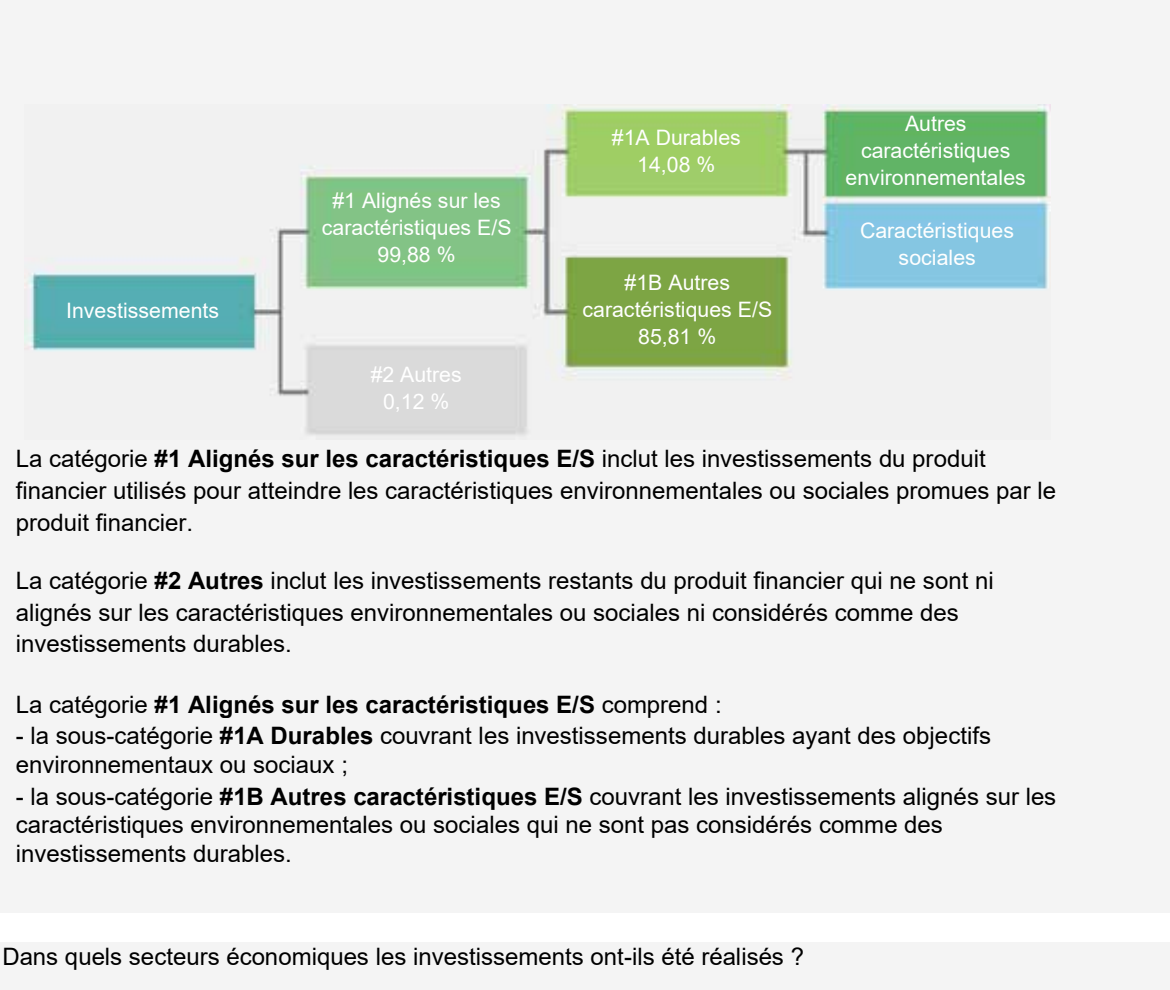 #1A Durables
14,08 %
Autres
caractéristiques
environnementales
#1 Alignés sur les
caractéristiques E/S
99,88 %
Caractéristiques
sociales
#1B Autres
caractéristiques E/S
85,81 %
Investissements
#2 Autres
0,12 %
La catégorie #1 Alignés sur les caractéristiques E/S inclut les investissements du produit
financier utilisés pour atteindre les caractéristiques environnementales ou sociales promues par le
produit financier.
La catégorie #2 Autres inclut les investissements restants du produit financier qui ne sont ni
alignés sur les caractéristiques environnementales ou sociales ni considérés comme des
investissements durables.
La catégorie #1 Alignés sur les caractéristiques E/S comprend :
- la sous-catégorie #1A Durables couvrant les investissements durables ayant des objectifs
environnementaux ou sociaux ;
- la sous-catégorie #1B Autres caractéristiques E/S couvrant les investissements alignés sur les
caractéristiques environnementales ou sociales qui ne sont pas considérés comme des
investissements durables.
Dans quels secteurs économiques les investissements ont-ils été réalisés ?